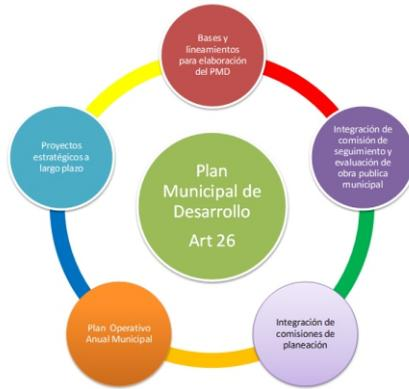 Bases y
lineamientos
para elaboración
del PMD
Proyectos
estratégicos a
largo plazo
Integración de
comisión de
seguimiento y
evaluación de
obra publica
municipal
Plan
Municipal de
Desarrollo
Art 26
Plan Operativo
Anual Municipal
Integración de
comisiones de
planeación